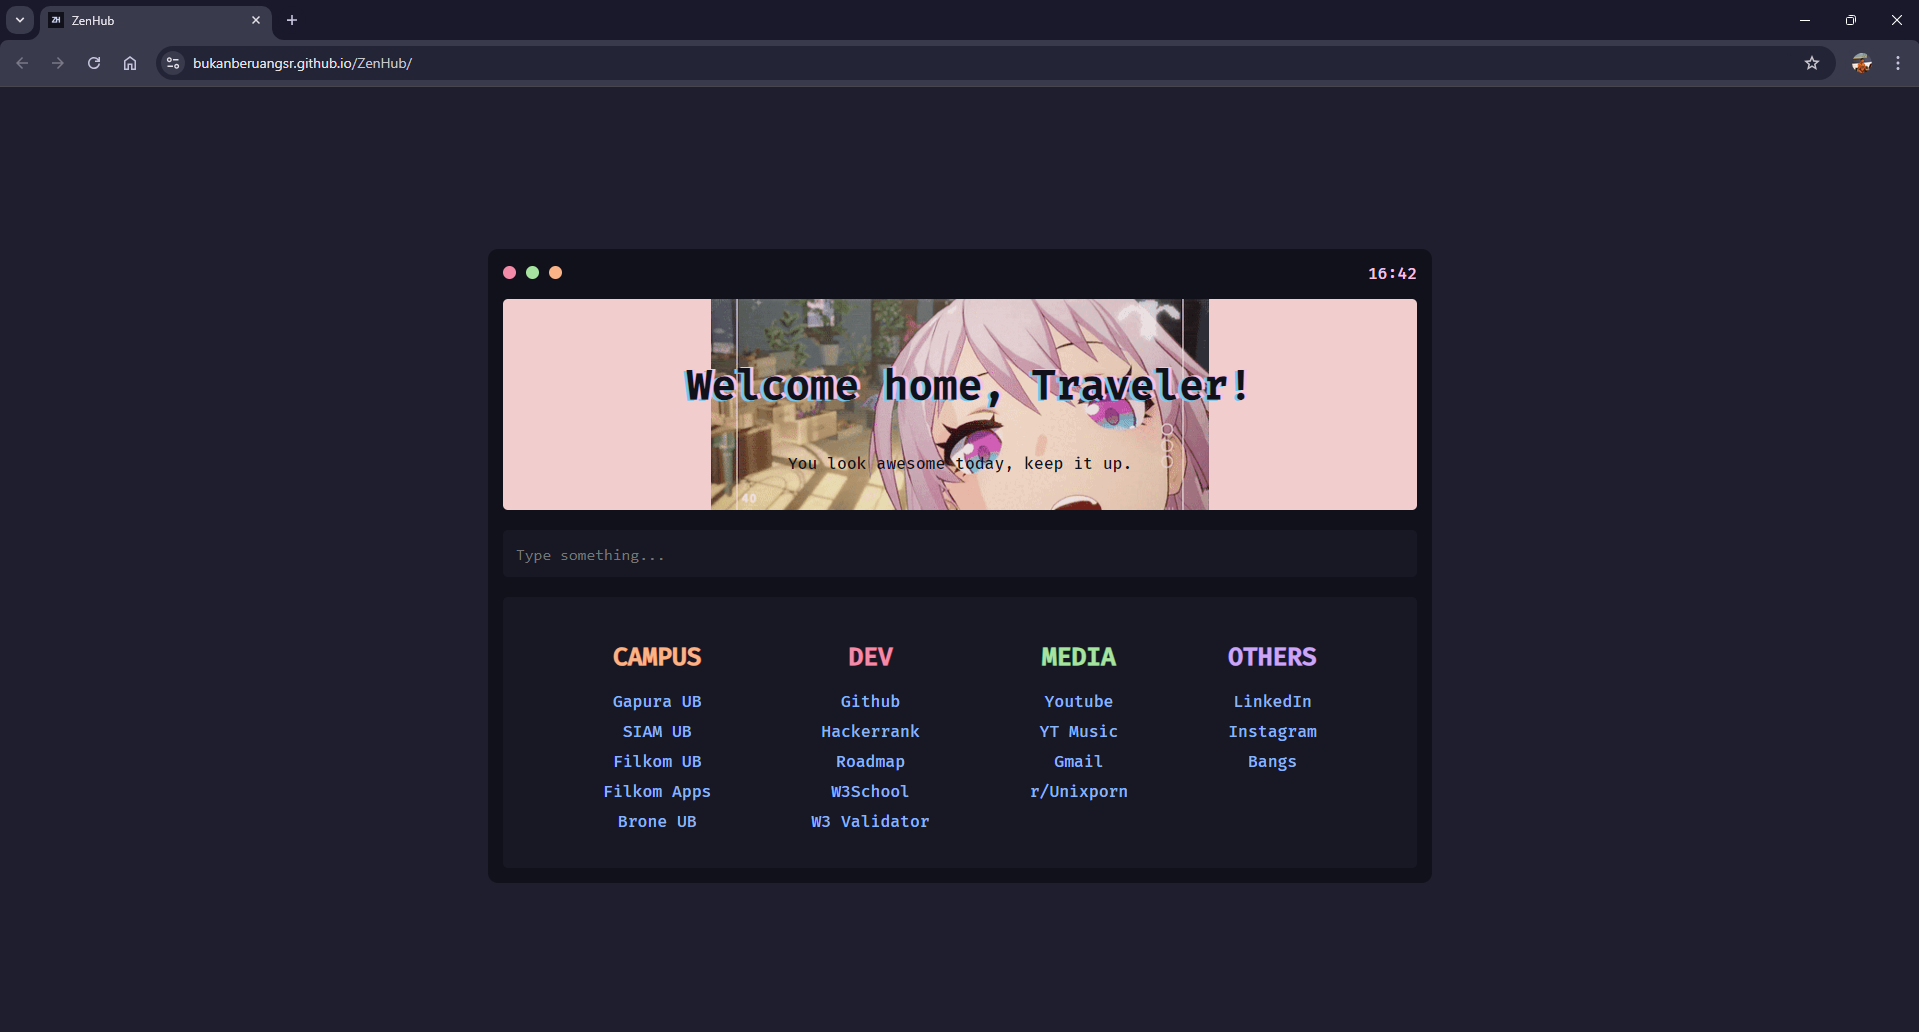 ZH ZenHub
bukanberuangsr.github.io/ZenHub/
16:42
Welcome home, Traveler!
You look awesome today, keep it up.
40
Type something...
CAMPUS
Gapura UB
SIAM UB
Filkom UB
Filkom Apps
Brone UB
DEV
Github
Hackerrank
Roadmap
W3School
W3 Validator
MEDIA
Youtube
YT Music
Gmail
r/Unixporn
OTHERS
LinkedIn
Instagram
Bangs